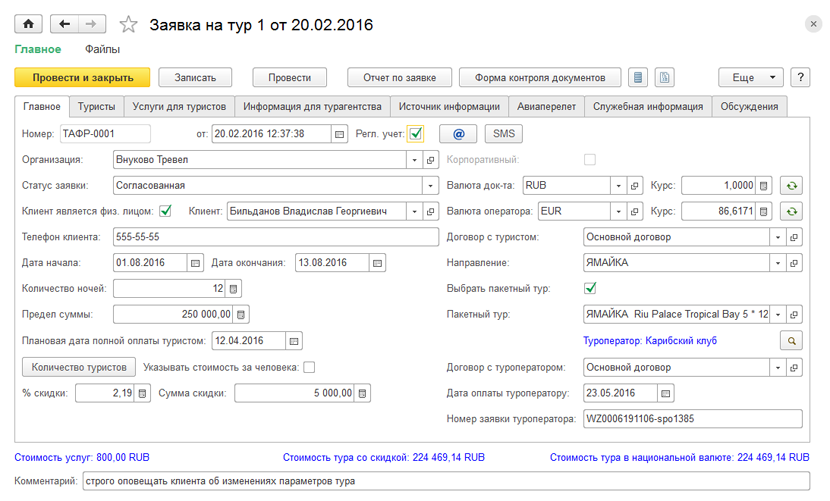 Заявка на тур 1 от 20.02.2016
Главное Файлы
Провести и закрыть Записать Провести Отчет по заявке Форма контроля документов Еще ?
Главное Туристы Услуги для туристов Информация для турагентства Источник информации Авиаперелет Служебная информация Обсуждения
Номер: ТАФР-0001 от: 20.02.2016 12:37:38 Регл. учет: @ SMS
Организация: Внуково Тревел Корпоративный:
Статус заявки: Согласованная Валюта док-та: RUB Курс: 1,0000
Клиент является физ. лицом: Клиент: Бильданов Владислав Георгиевич Валюта оператора: EUR Курс: 86,6171
Телефон клиента: 555-55-55 Договор с туристом: Основной договор
Дата начала: 01.08.2016 Дата окончания: 13.08.2016 Направление: ЯМАЙКА
Количество ночей: 12 Выбрать пакетный тур:
Предел суммы: 250 000,00 Пакетный тур: ЯМАЙКА Riu Palace Tropical Bay 5 * 12
Плановая дата полной оплаты туристом: 12.04.2016 Туроператор: Карибский клуб
Количество туристов Указывать стоимость за человека: Договор с туроператором: Основной договор
% скидки: 2,19 Сумма скидки: 5 000,00 Дата оплаты туроператору: 23.05.2016
Номер заявки туроператора: WZ0006191106-spo1385
Стоимость услуг: 800,00 RUB Стоимость тура со скидкой: 224 469,14 RUB Стоимость тура в национальной валюте: 224 469,14 RUB
Комментарий: строго оповещать клиента об изменениях параметров тура